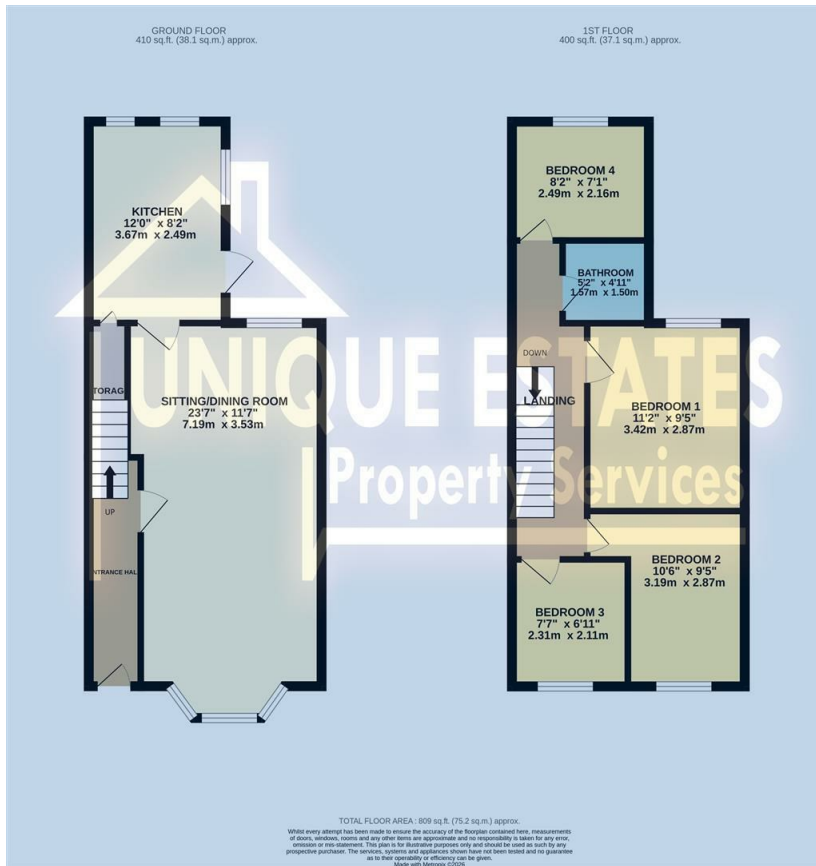 GROUND FLOOR
410 sq.ft. (38.1 sq.m.) approx.
1ST FLOOR
400 sq.ft. (37.1 sq.m.) approx.
KITCHEN
12'0" x 8'2"
3.67m x 2.49m
TORAG
SITTING/DINING ROOM
23'7" x 11'7"
7.19m x 3.53m
UP
NTRANCE HAL
BEDROOM 4
8'2" x 7'1"
2.49m x 2.16m
BATHROOM
5'2" x 4'11"
1.57m x 1.50m
DOWN
LANDING
BEDROOM 1
11'2" x 9'5"
3.42m x 2.87m
BEDROOM 2
10'6" x 9'5"
3.19m x 2.87m
BEDROOM 3
7'7" x 6'11"
2.31m x 2.11m
UNIQUE ESTATES
Property Services
TOTAL FLOOR AREA : 809 sq.ft. (75.2 sq.m.) approx.
Whilst every attempt has been made to ensure the accuracy of the floorplan contained here, measurements
of doors, windows, rooms and any other items are approximate and no responsibility is taken for any error,
omission or mis-statement. This plan is for illustrative purposes only and should be used as such by any
prospective purchaser. The services, systems and appliances shown have not been tested and no guarantee
as to their operability or efficiency can be given.
Made with Metropix ©2026